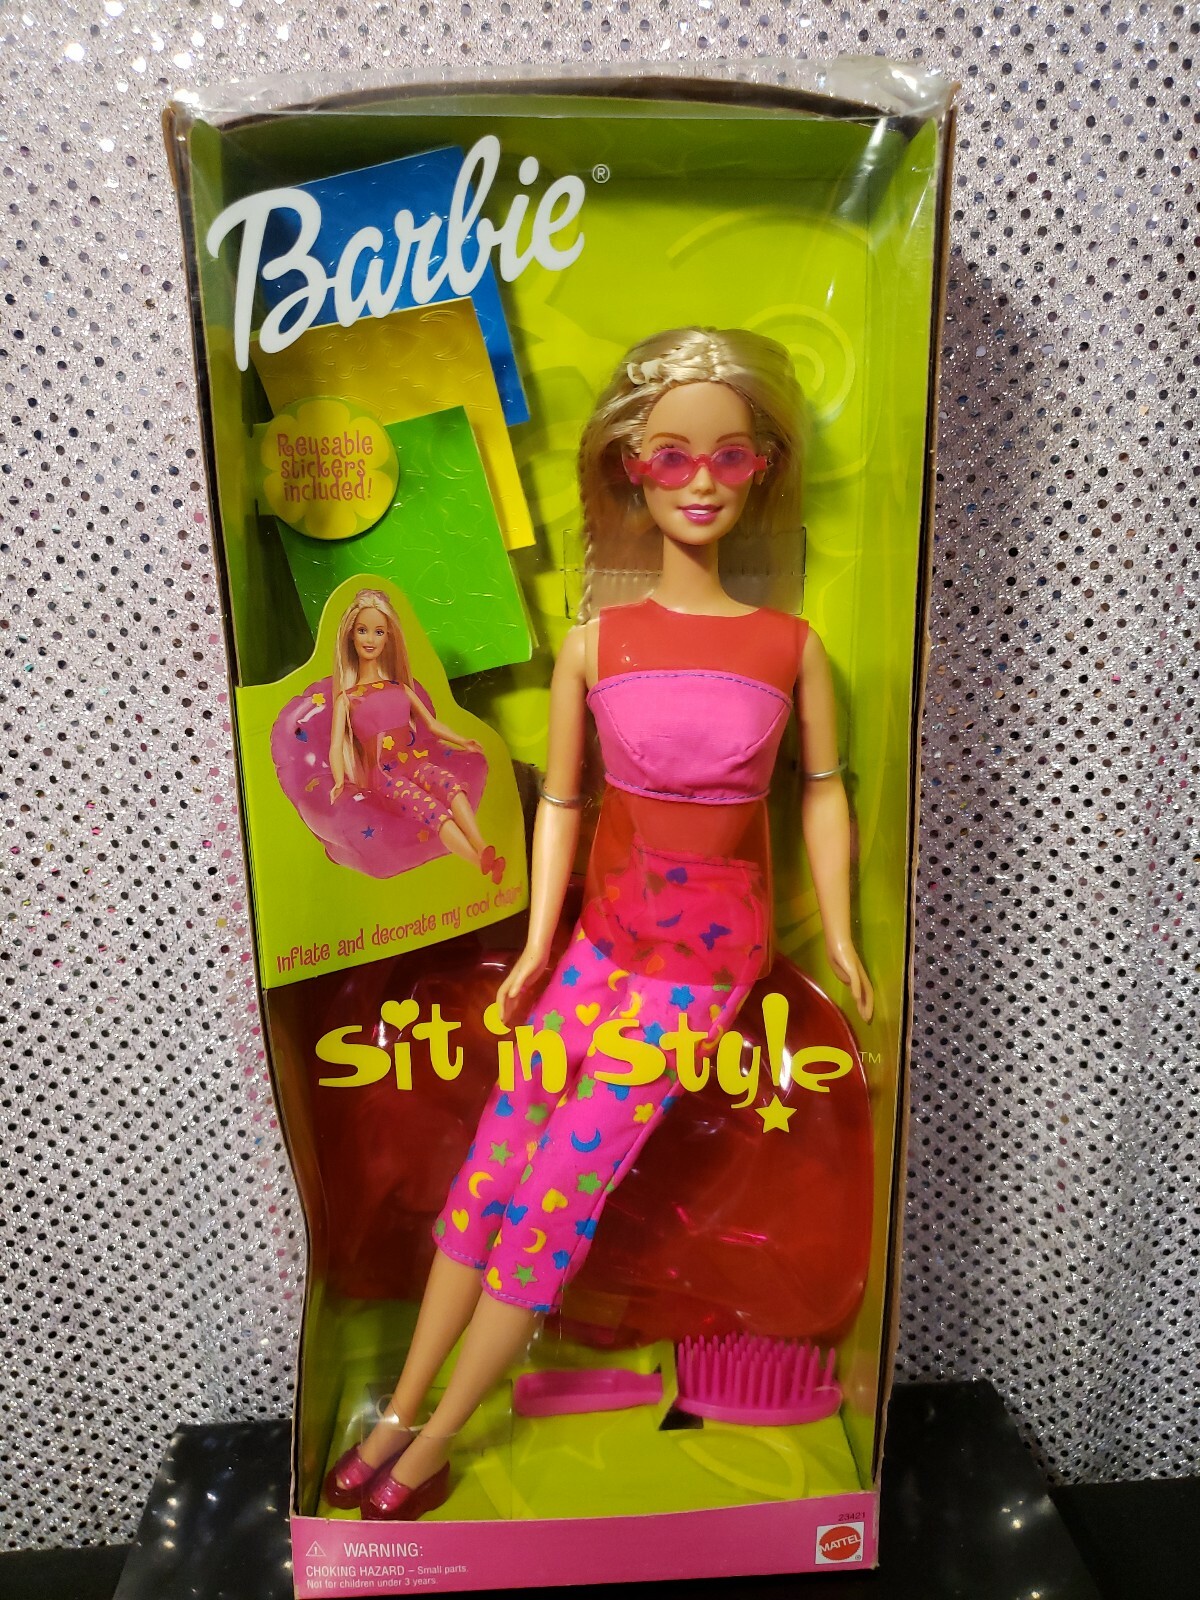 Barbie®
Reusable
stickers
included!
Inflate and decorate my cool chair!
Sit in Style™
23421
⚠ WARNING:
CHOKING HAZARD – Small parts.
Not for children under 3 years.
MATTEL
®